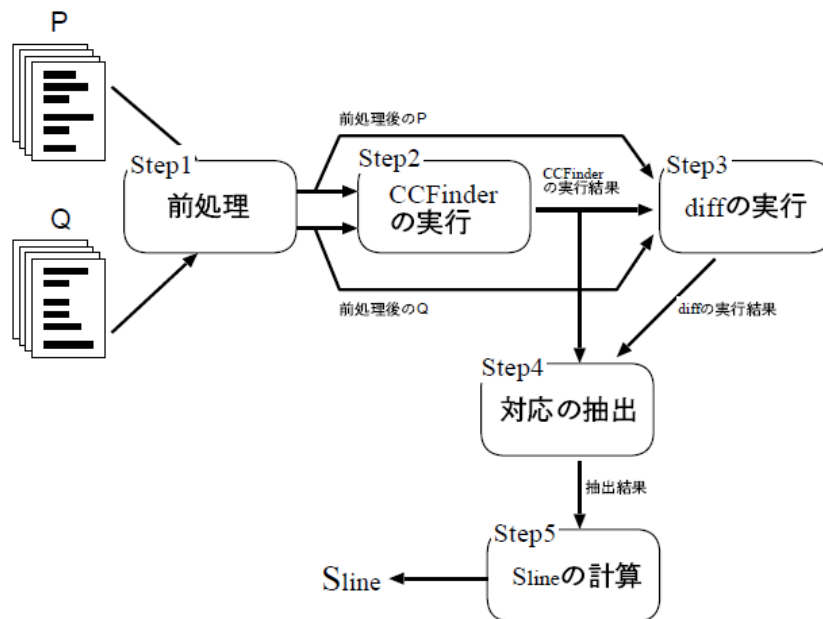 P
Q
Step1
前処理
前処理後のP
Step2
CCFinder
の実行
前処理後のQ
CCFinder
の実行結果
Step3
diffの実行
diffの実行結果
Step4
対応の抽出
抽出結果
Step5
Slineの計算
Sline